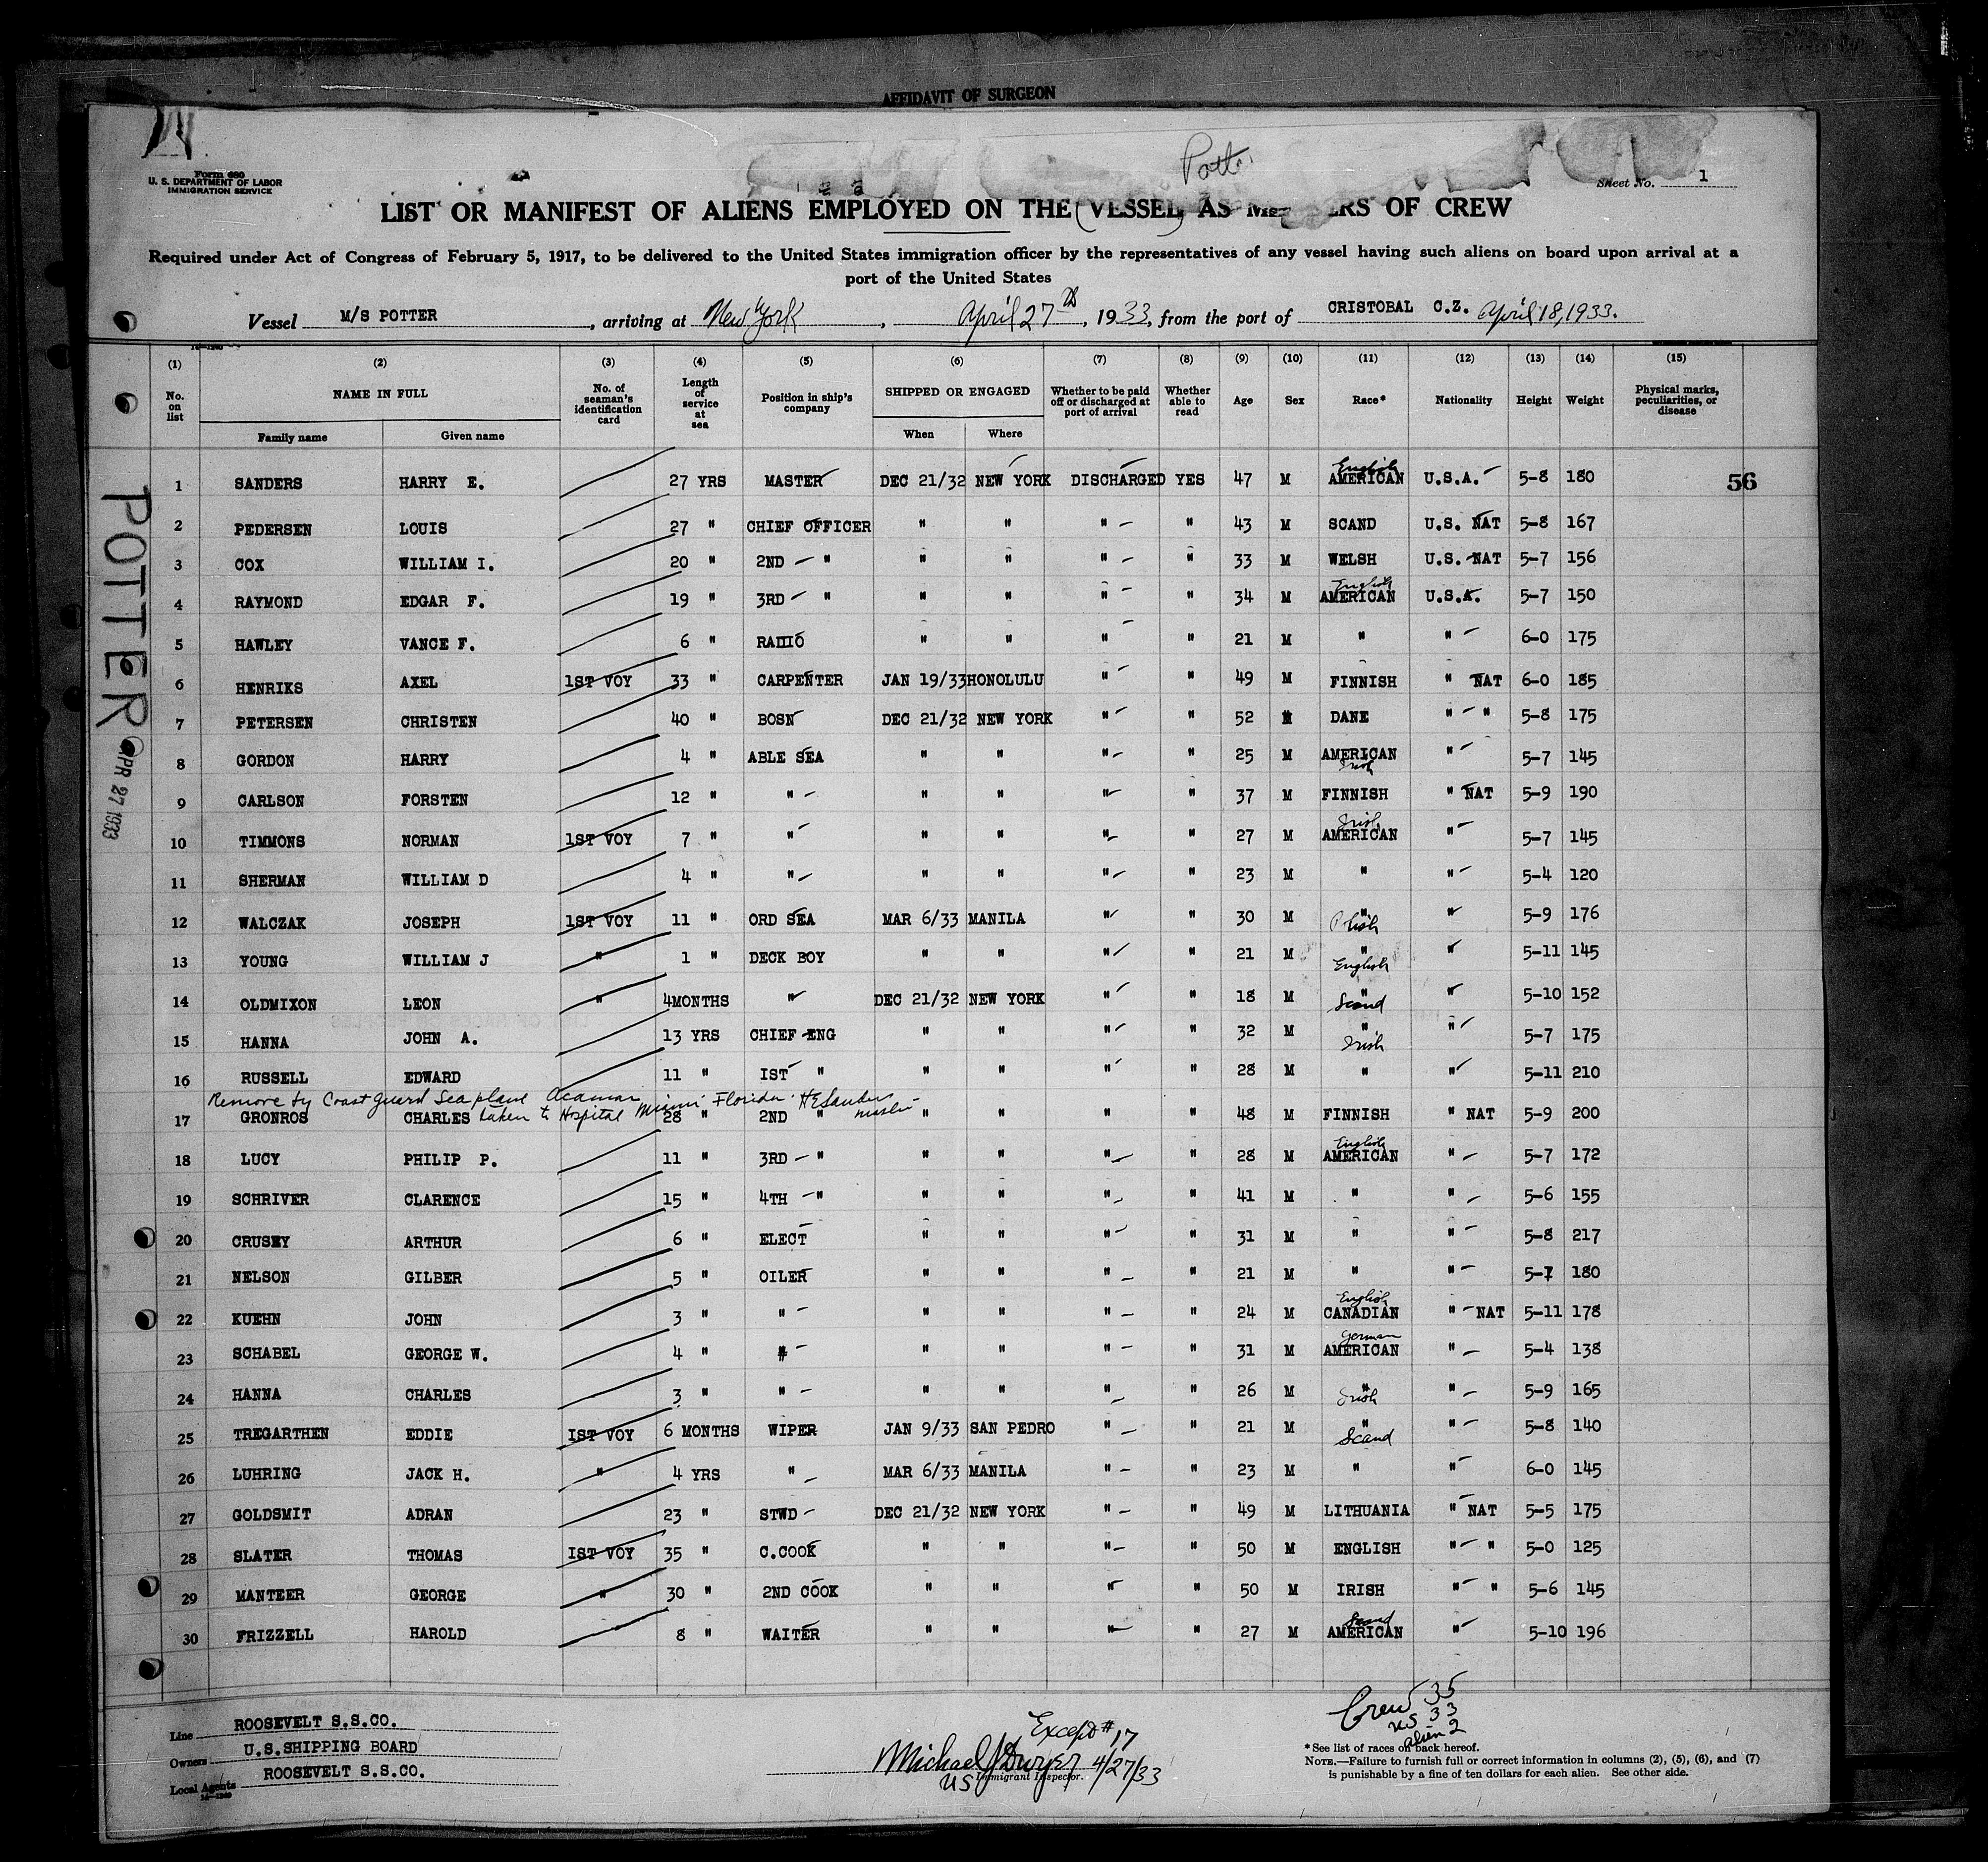 AFFIDAVIT OF SURGEON
Form 680
U. S. DEPARTMENT OF LABOR
IMMIGRATION SERVICE
Potter
Sheet No. 1
LIST OR MANIFEST OF ALIENS EMPLOYED ON THE VESSEL AS MEMBERS OF CREW
Required under Act of Congress of February 5, 1917, to be delivered to the United States immigration officer by the representatives of any vessel having such aliens on board upon arrival at a
port of the United States
Vessel M/S POTTER, arriving at New York, April 27th, 1933, from the port of CRISTOBAL C.Z. April 18, 1933.
(1) (2) (3) (4) (5) (6) (7) (8) (9) (10) (11) (12) (13) (14) (15)
No. on list NAME IN FULL Family name Given name No. of seaman's identification card Length of service at sea Position in ship's company SHIPPED OR ENGAGED When Where Whether to be paid off or discharged at port of arrival Whether able to read Age Sex Race* Nationality Height Weight Physical marks, peculiarities, or disease
1 SANDERS HARRY E. 27 YRS MASTER DEC 21/32 NEW YORK DISCHARGED YES 47 M English AMERICAN U.S.A. 5-8 180 56
2 PEDERSEN LOUIS 27 " CHIEF OFFICER " " " " 43 M SCAND U.S. NAT 5-8 167
3 COX WILLIAM I. 20 " 2ND " " " " " 33 M WELSH U.S. NAT 5-7 156
4 RAYMOND EDGAR F. 19 " 3RD " " " " " 34 M English AMERICAN U.S.A. 5-7 150
5 HAWLEY VANCE F. 6 " RADIO " " " " 21 M " " 6-0 175
6 HENRIKS AXEL 1ST VOY 33 " CARPENTER JAN 19/33 HONOLULU " " 49 M FINNISH " NAT 6-0 185
7 PETERSEN CHRISTEN 40 " BOSN DEC 21/32 NEW YORK " " 52 M DANE " " 5-8 175
8 GORDON HARRY 4 " ABLE SEA " " " " 25 M AMERICAN Irish " 5-7 145
9 CARLSON FORSTEN 12 " " " " " " 37 M FINNISH " NAT 5-9 190
10 TIMMONS NORMAN 1ST VOY 7 " " " " " " 27 M Irish AMERICAN " 5-7 145
11 SHERMAN WILLIAM D 4 " " " " " " 23 M " " 5-4 120
12 WALCZAK JOSEPH 1ST VOY 11 " ORD SEA MAR 6/33 MANILA " " 30 M " Polish " 5-9 176
13 YOUNG WILLIAM J " 1 " DECK BOY " " " " 21 M " English " 5-11 145
14 OLDMIXON LEON " 4MONTHS " DEC 21/32 NEW YORK " " 18 M " Scand " 5-10 152
15 HANNA JOHN A. 13 YRS CHIEF ENG " " " " 32 M " Irish " 5-7 175
16 RUSSELL EDWARD 11 " IST " " " " " 28 M " " 5-11 210
Remove by Coast guard Seaplane Acamar taken to Hospital Miami Florida. HESanders master
17 GRONROS CHARLES 28 " 2ND " " " " " 48 M FINNISH " NAT 5-9 200
18 LUCY PHILIP P. 11 " 3RD " " " " " 28 M English AMERICAN " 5-7 172
19 SCHRIVER CLARENCE 15 " 4TH " " " " " 41 M " " 5-6 155
20 CRUSEY ARTHUR 6 " ELECT " " " " 31 M " " 5-8 217
21 NELSON GILBER 5 " OILER " " " " 21 M " " 5-7 180
22 KUEHN JOHN 3 " " " " " " 24 M English CANADIAN " NAT 5-11 178
23 SCHABEL GEORGE W. 4 " " " " " " 31 M German AMERICAN " 5-4 138
24 HANNA CHARLES 3 " " " " " " 26 M " Irish " 5-9 165
25 TREGARTHEN EDDIE IST VOY 6 MONTHS WIPER JAN 9/33 SAN PEDRO " " 21 M " Scand " 5-8 140
26 LUHRING JACK H. " 4 YRS " MAR 6/33 MANILA " " 23 M " " 6-0 145
27 GOLDSMIT ADRAN 23 " STWD DEC 21/32 NEW YORK " " 49 M LITHUANIA " NAT 5-5 175
28 SLATER THOMAS IST VOY 35 " C.COOK " " " " 50 M ENGLISH " " 5-0 125
29 MANTEER GEORGE " 30 " 2ND COOK " " " " 50 M IRISH " " 5-6 145
30 FRIZZELL HAROLD 8 " WAITER " " " " 27 M Scand AMERICAN " 5-10 196
POTTER
APR 27 1933
Line ROOSEVELT S.S.CO.
Owners U.S.SHIPPING BOARD
Local Agents ROOSEVELT S.S.CO.
16-1940
Except #17
Michael J Dwyer 4/27/33
US Immigrant Inspector.
Crew 35
US 33
alien 2
*See list of races on back hereof.
NOTE.—Failure to furnish full or correct information in columns (2), (5), (6), and (7)
is punishable by a fine of ten dollars for each alien. See other side.